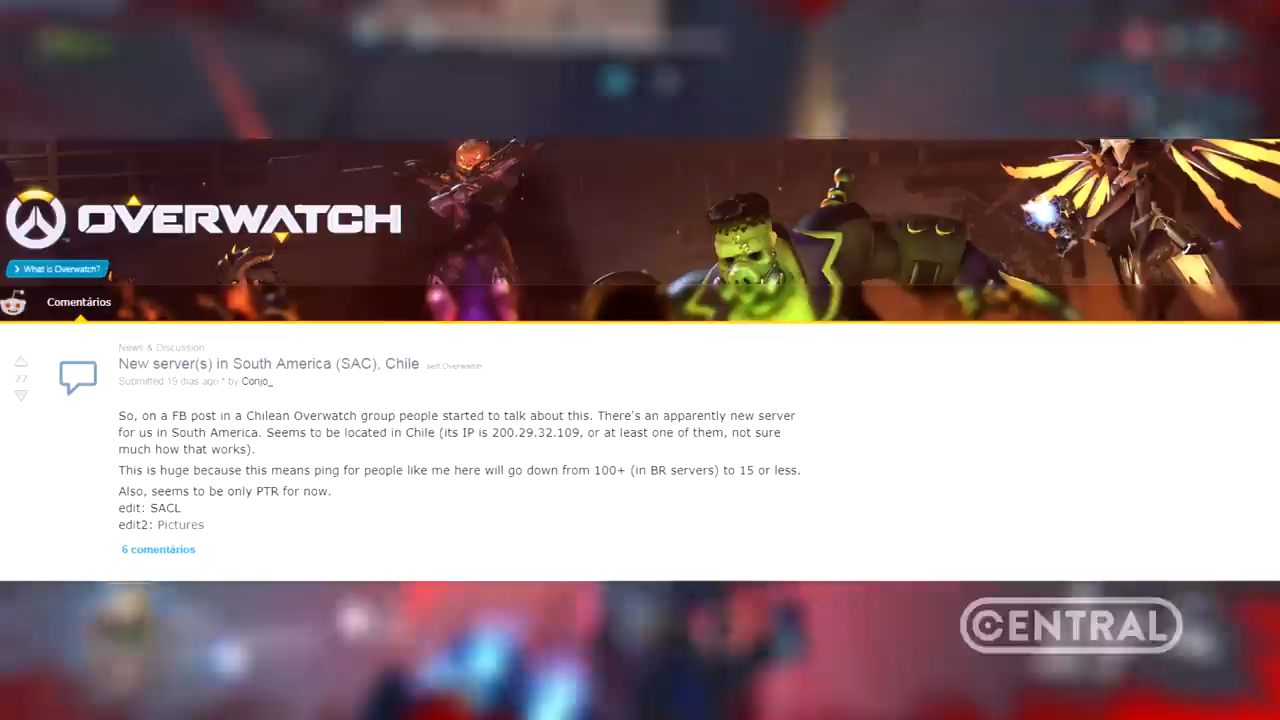 OVERWATCH
What is Overwatch?
Comentários
News & Discussion
New server(s) in South America (SAC), Chile self.Overwatch
Submitted 19 dias ago * by Conjo_
27
So, on a FB post in a Chilean Overwatch group people started to talk about this. There's an apparently new server
for us in South America. Seems to be located in Chile (its IP is 200.29.32.109, or at least one of them, not sure
much how that works).
This is huge because this means ping for people like me here will go down from 100+ (in BR servers) to 15 or less.
Also, seems to be only PTR for now.
edit: SACL
edit2: Pictures
6 comentários
CENTRAL